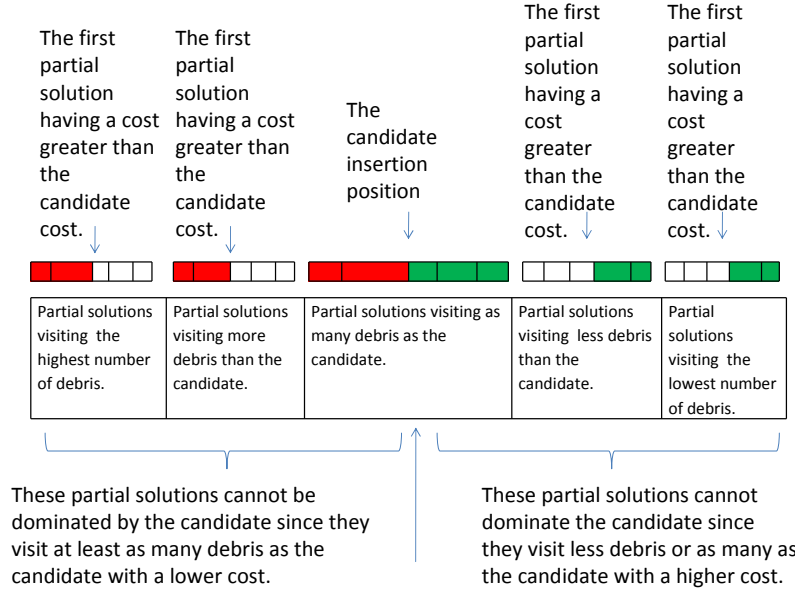 The first
partial
solution
having a cost
greater than
the
candidate
cost.
The first
partial
solution
having a cost
greater than
the
candidate
cost.
The
candidate
insertion
position
The first
partial
solution
having a
cost
greater
than the
candidate
cost.
The first
partial
solution
having a
cost
greater
than the
candidate
cost.
Partial solutions
visiting the
highest number
of debris.
Partial solutions
visiting more
debris than the
candidate.
Partial solutions visiting as
many debris as the
candidate.
Partial solutions
visiting less debris
than the
candidate.
Partial
solutions
visiting the
lowest number
of debris.
These partial solutions cannot be
dominated by the candidate since they
visit at least as many debris as the
candidate with a lower cost.
These partial solutions cannot
dominate the candidate since
they visit less debris or as many as
the candidate with a higher cost.